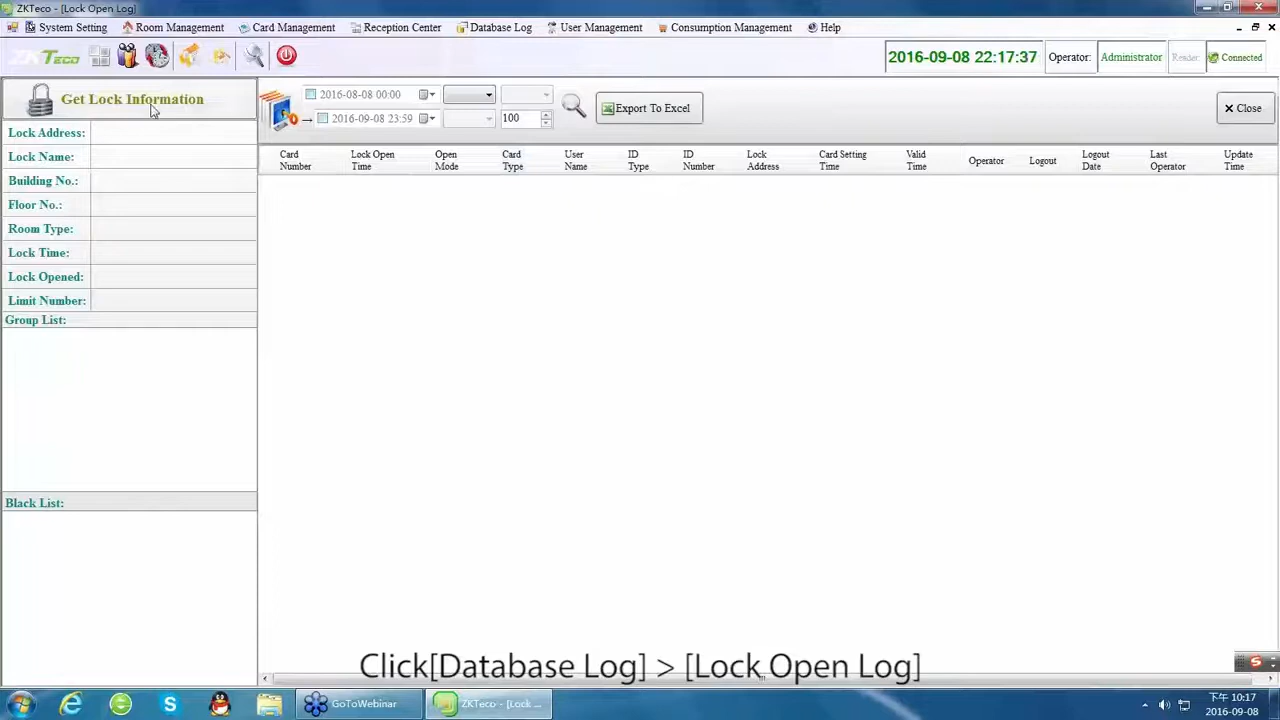 ZKTeco - [Lock Open Log]
System Setting Room Management Card Management Reception Center Database Log User Management Consumption Management Help
ZKTeco 2016-09-08 22:17:37 Operator: Administrator Reader: Connected
Get Lock Information
Lock Address:
Lock Name:
Building No.:
Floor No.:
Room Type:
Lock Time:
Lock Opened:
Limit Number:
Group List:
Black List:
2016-08-08 00:00
2016-09-08 23:59 100
Export To Excel
Close
Card Number Lock Open Time Open Mode Card Type User Name ID Type ID Number Lock Address Card Setting Time Valid Time Operator Logout Logout Date Last Operator Update Time
Click[Database Log] > [Lock Open Log]
GoToWebinar ZKTeco - [Lock ...
下午 10:17
2016-09-08